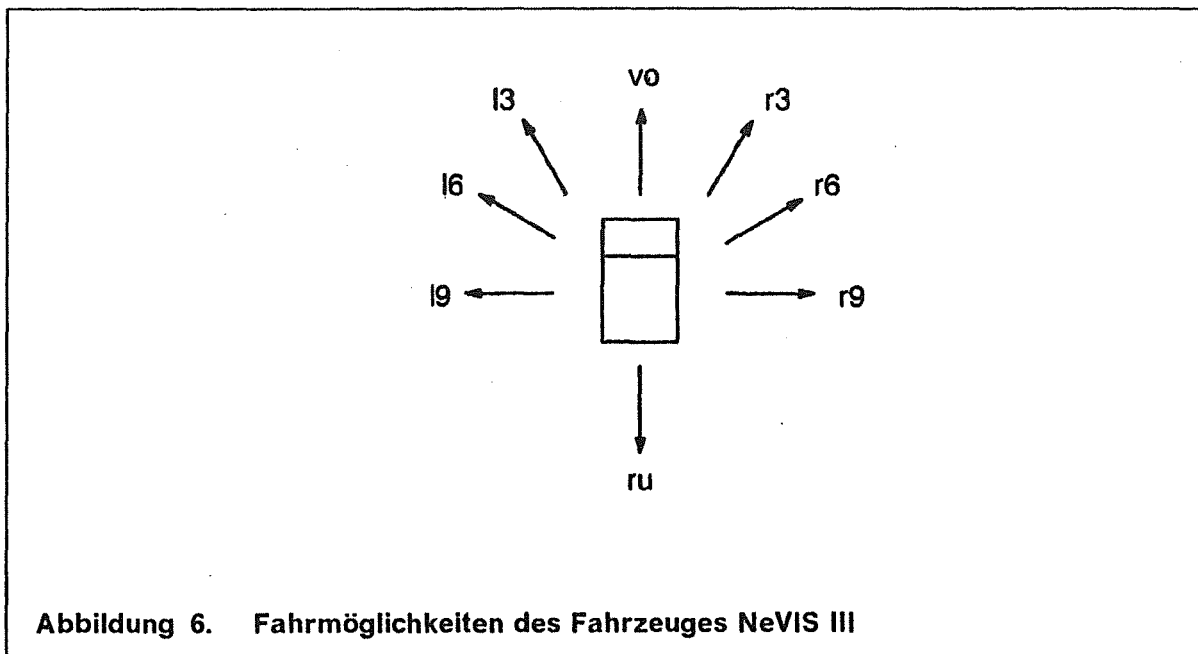 vo
l3
r3
l6
r6
l9
r9
ru
Abbildung 6. Fahrmöglichkeiten des Fahrzeuges NeVIS III